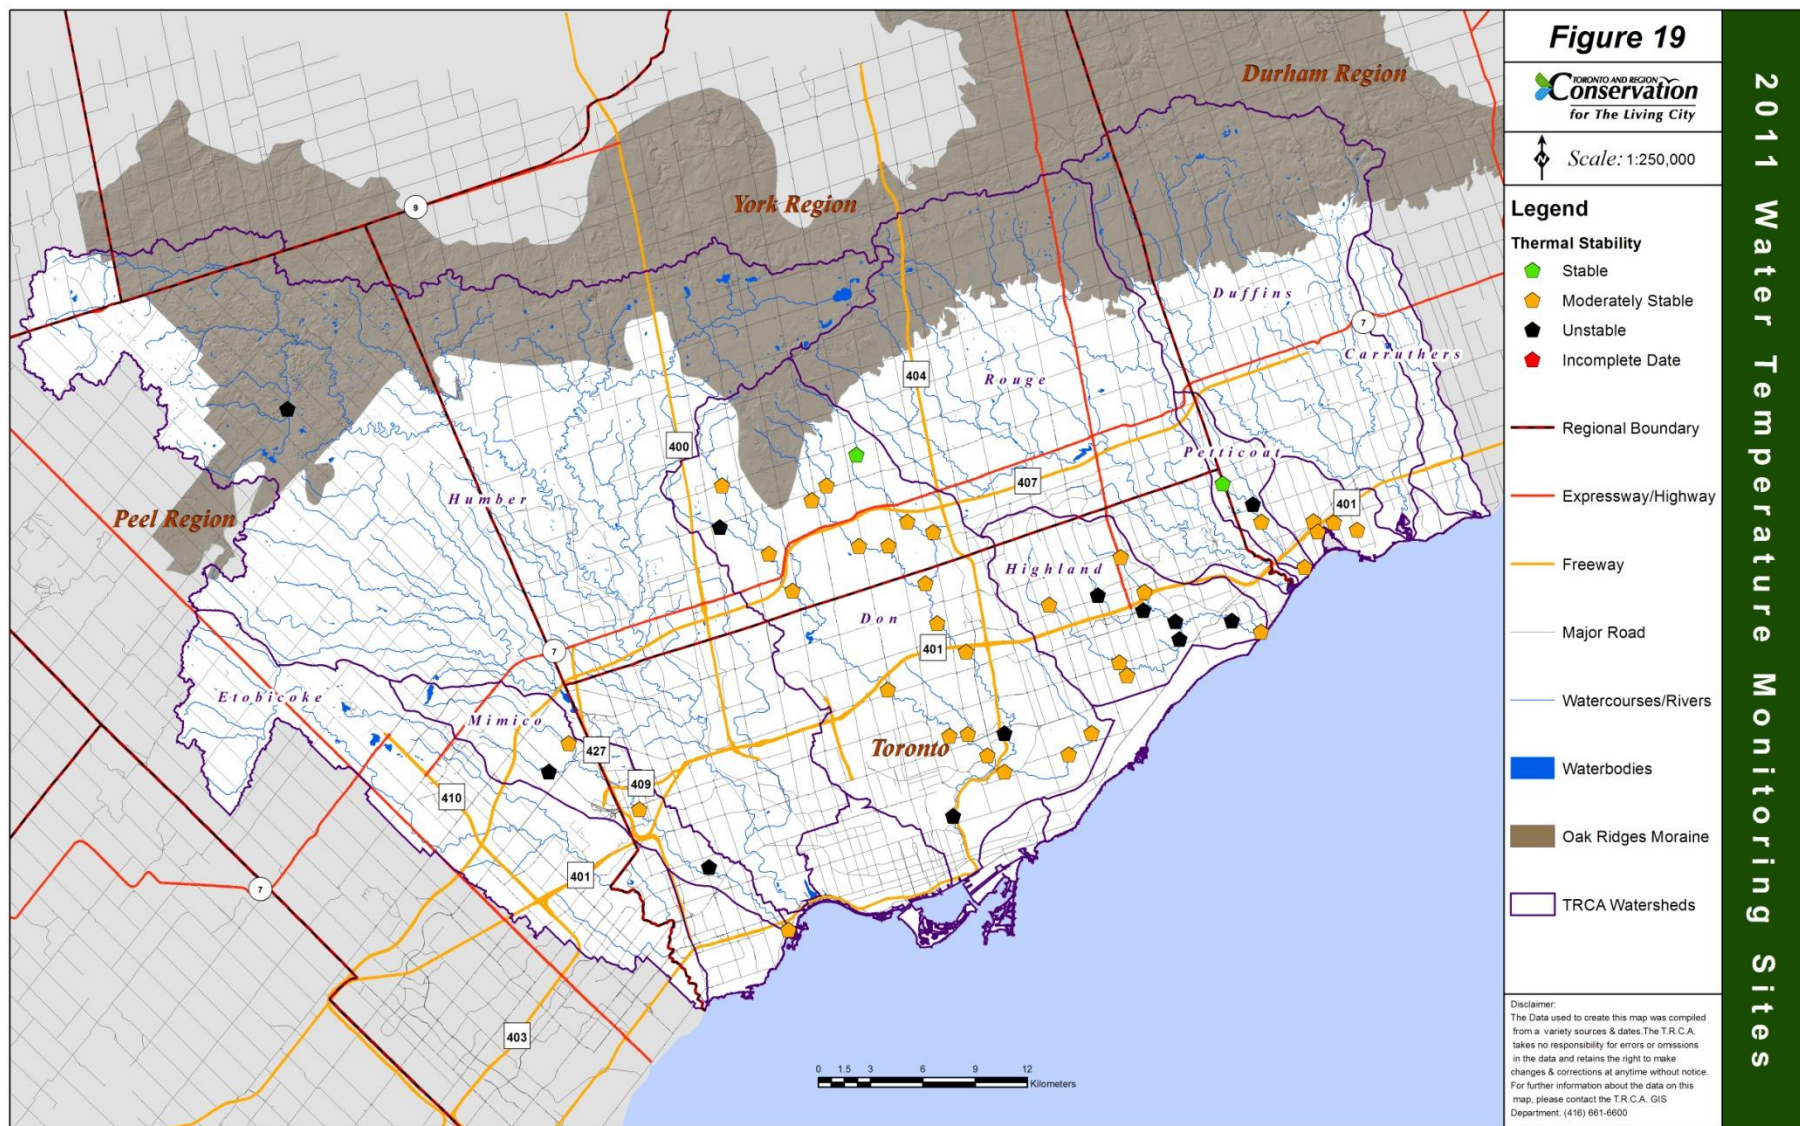 Figure 19
TORONTO AND REGION
Conservation
for The Living City
N
Scale: 1:250,000
Legend
Thermal Stability
Stable
Moderately Stable
Unstable
Incomplete Date
Regional Boundary
Expressway/Highway
Freeway
Major Road
Watercourses/Rivers
Waterbodies
Oak Ridges Moraine
TRCA Watersheds
Disclaimer:
The Data used to create this map was compiled
from a variety sources & dates.The T.R.C.A.
takes no responsibility for errors or omissions
in the data and retains the right to make
changes & corrections at anytime without notice.
For further information about the data on this
map, please contact the T.R.C.A. GIS
Department. (416) 661-6600
2011 Water Temperature Monitoring Sites
Durham Region
York Region
9
Duffins
7
Carruthers
404
Rouge
400
Petticoat
407
Humber
401
Peel Region
Highland
Don
401
7
Etobicoke
Mimico
427
Toronto
409
410
401
7
403
0 1.5 3 6 9 12
Kilometers